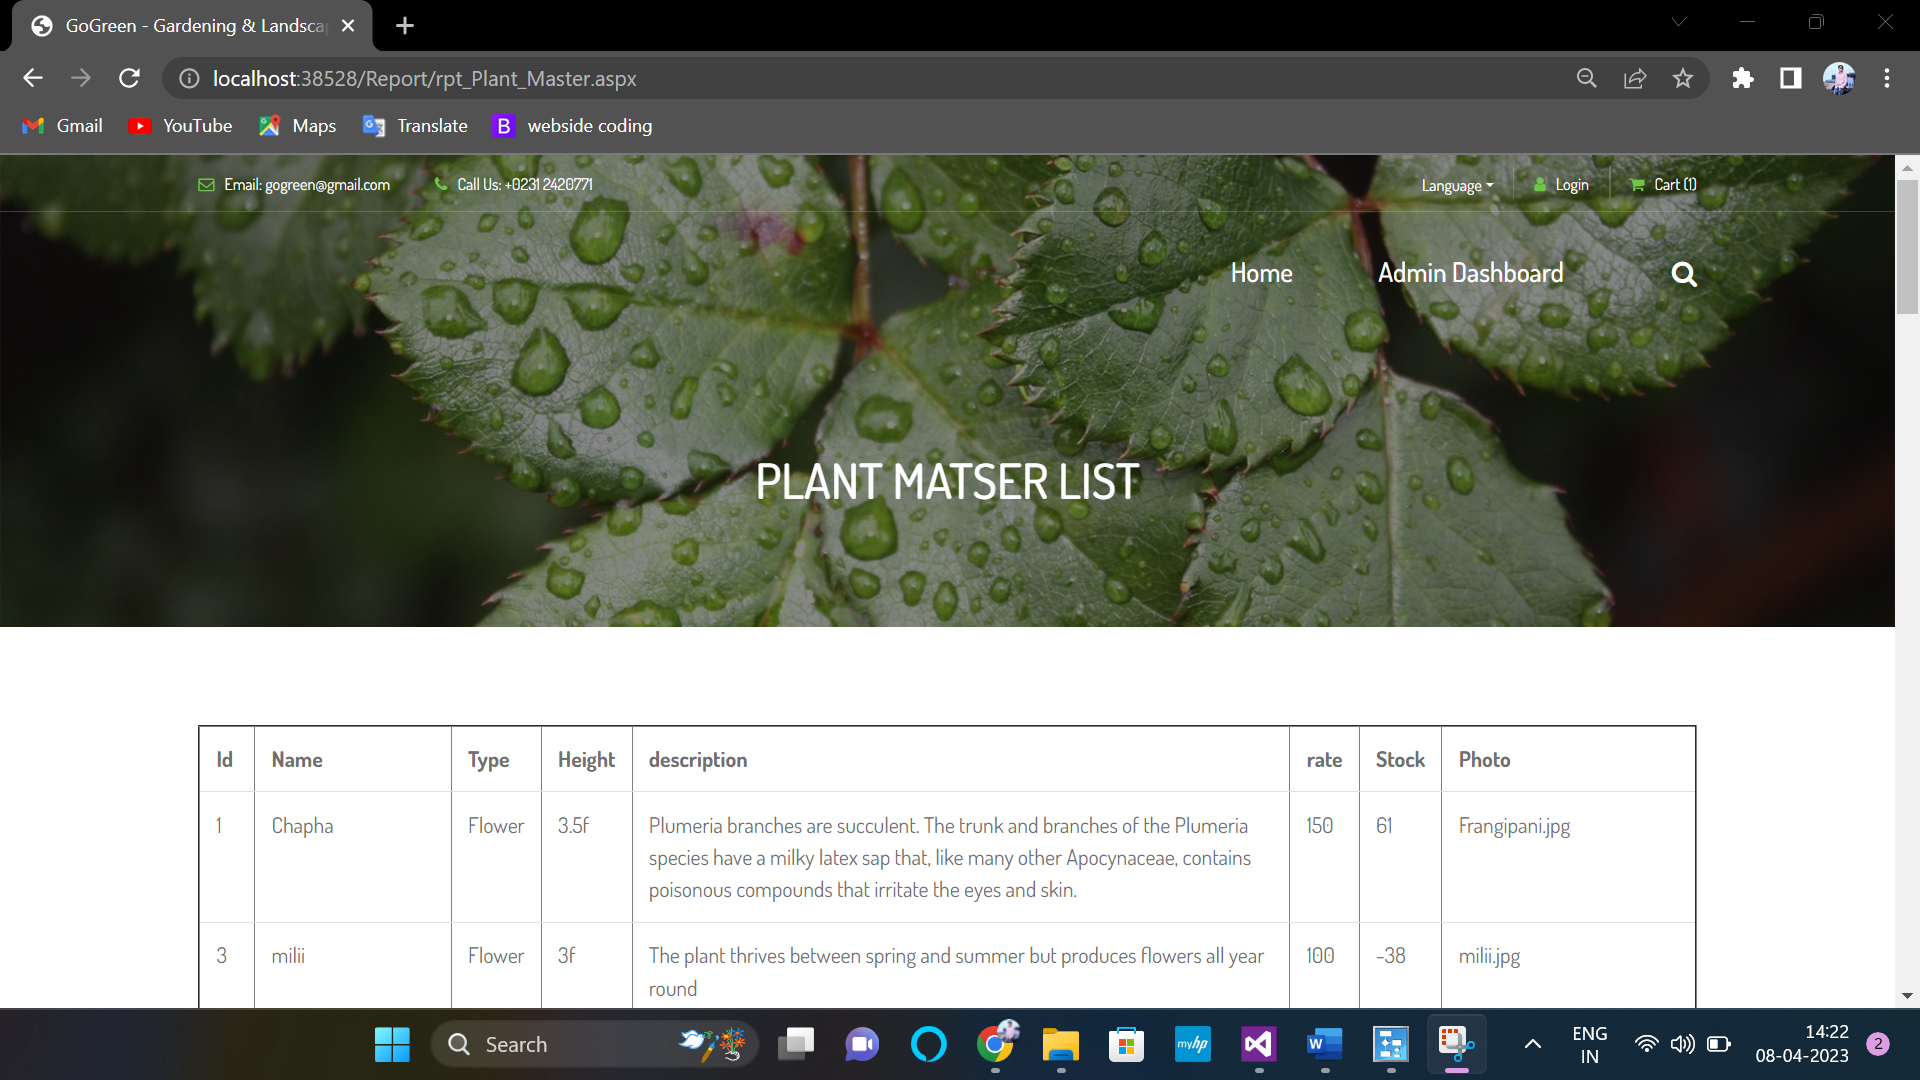 GoGreen - Gardening & Landsca
localhost:38528/Report/rpt_Plant_Master.aspx
Gmail YouTube Maps Translate B webside coding
Email: gogreen@gmail.com Call Us: +0231 2420771 Language Login Cart (1)
Home Admin Dashboard
PLANT MATSER LIST
Id Name Type Height description rate Stock Photo
1 Chapha Flower 3.5f Plumeria branches are succulent. The trunk and branches of the Plumeria 150 61 Frangipani.jpg
species have a milky latex sap that, like many other Apocynaceae, contains
poisonous compounds that irritate the eyes and skin.
3 milii Flower 3f The plant thrives between spring and summer but produces flowers all year 100 -38 milii.jpg
round
Search myhp W ENG 14:22
IN 08-04-2023 2